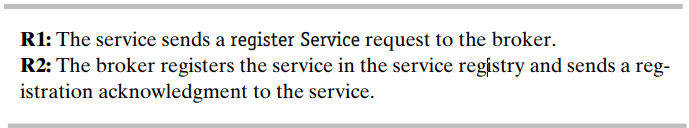 R1: The service sends a register Service request to the broker.
R2: The broker registers the service in the service registry and sends a reg-
istration acknowledgment to the service.